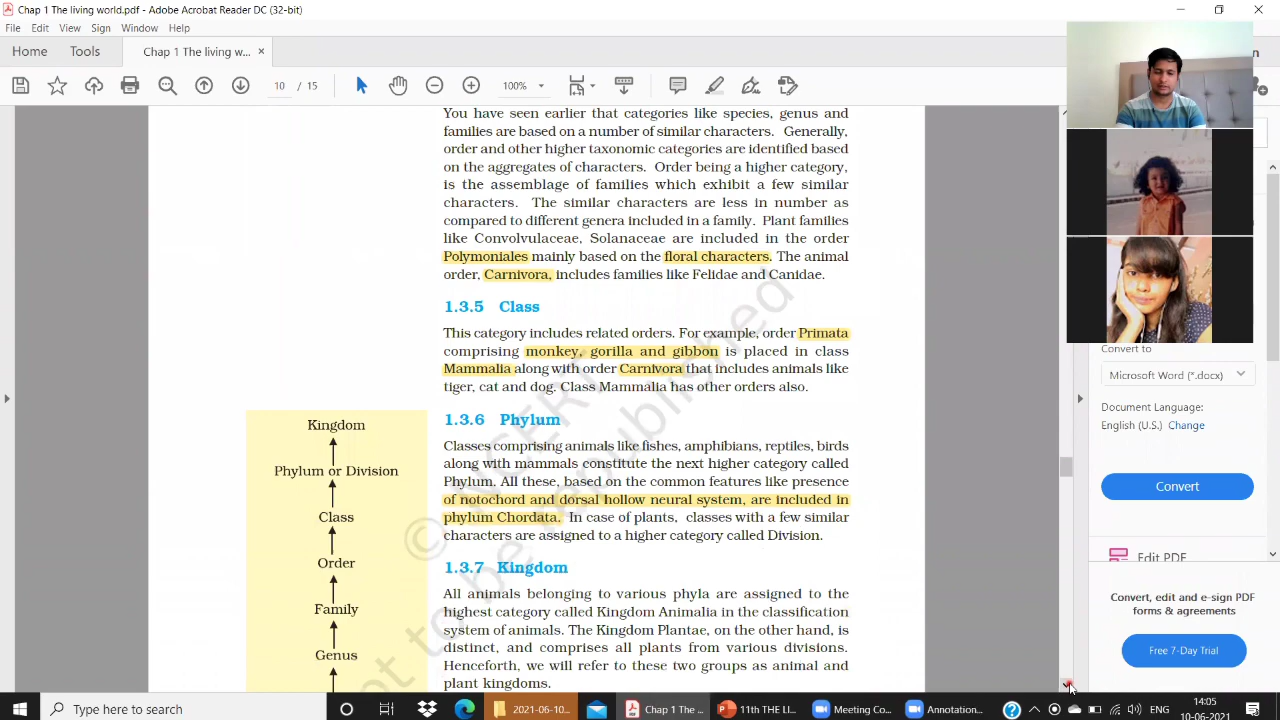 Chap 1 The living world.pdf - Adobe Acrobat Reader DC (32-bit)
File Edit View Sign Window Help
Home Tools Chap 1 The living w... ×
10 / 15 100%
You have seen earlier that categories like species, genus and
families are based on a number of similar characters. Generally,
order and other higher taxonomic categories are identified based
on the aggregates of characters. Order being a higher category,
is the assemblage of families which exhibit a few similar
characters. The similar characters are less in number as
compared to different genera included in a family. Plant families
like Convolvulaceae, Solanaceae are included in the order
Polymoniales mainly based on the floral characters. The animal
order, Carnivora, includes families like Felidae and Canidae.
1.3.5 Class
This category includes related orders. For example, order Primata
comprising monkey, gorilla and gibbon is placed in class
Mammalia along with order Carnivora that includes animals like
tiger, cat and dog. Class Mammalia has other orders also.
1.3.6 Phylum
Classes comprising animals like fishes, amphibians, reptiles, birds
along with mammals constitute the next higher category called
Phylum. All these, based on the common features like presence
of notochord and dorsal hollow neural system, are included in
phylum Chordata. In case of plants, classes with a few similar
characters are assigned to a higher category called Division.
1.3.7 Kingdom
All animals belonging to various phyla are assigned to the
highest category called Kingdom Animalia in the classification
system of animals. The Kingdom Plantae, on the other hand, is
distinct, and comprises all plants from various divisions.
Henceforth, we will refer to these two groups as animal and
plant kingdoms.
Kingdom
Phylum or Division
Class
Order
Family
Genus
© NCERT
not to be republished
Convert to
Microsoft Word (*.docx)
Document Language:
English (U.S.) Change
Convert
Edit PDF
Convert, edit and e-sign PDF
forms & agreements
Free 7-Day Trial
Type here to search
2021-06-10...
Chap 1 The ...
11th THE LI...
Meeting Co...
Annotation...
ENG
14:05
10-06-2021